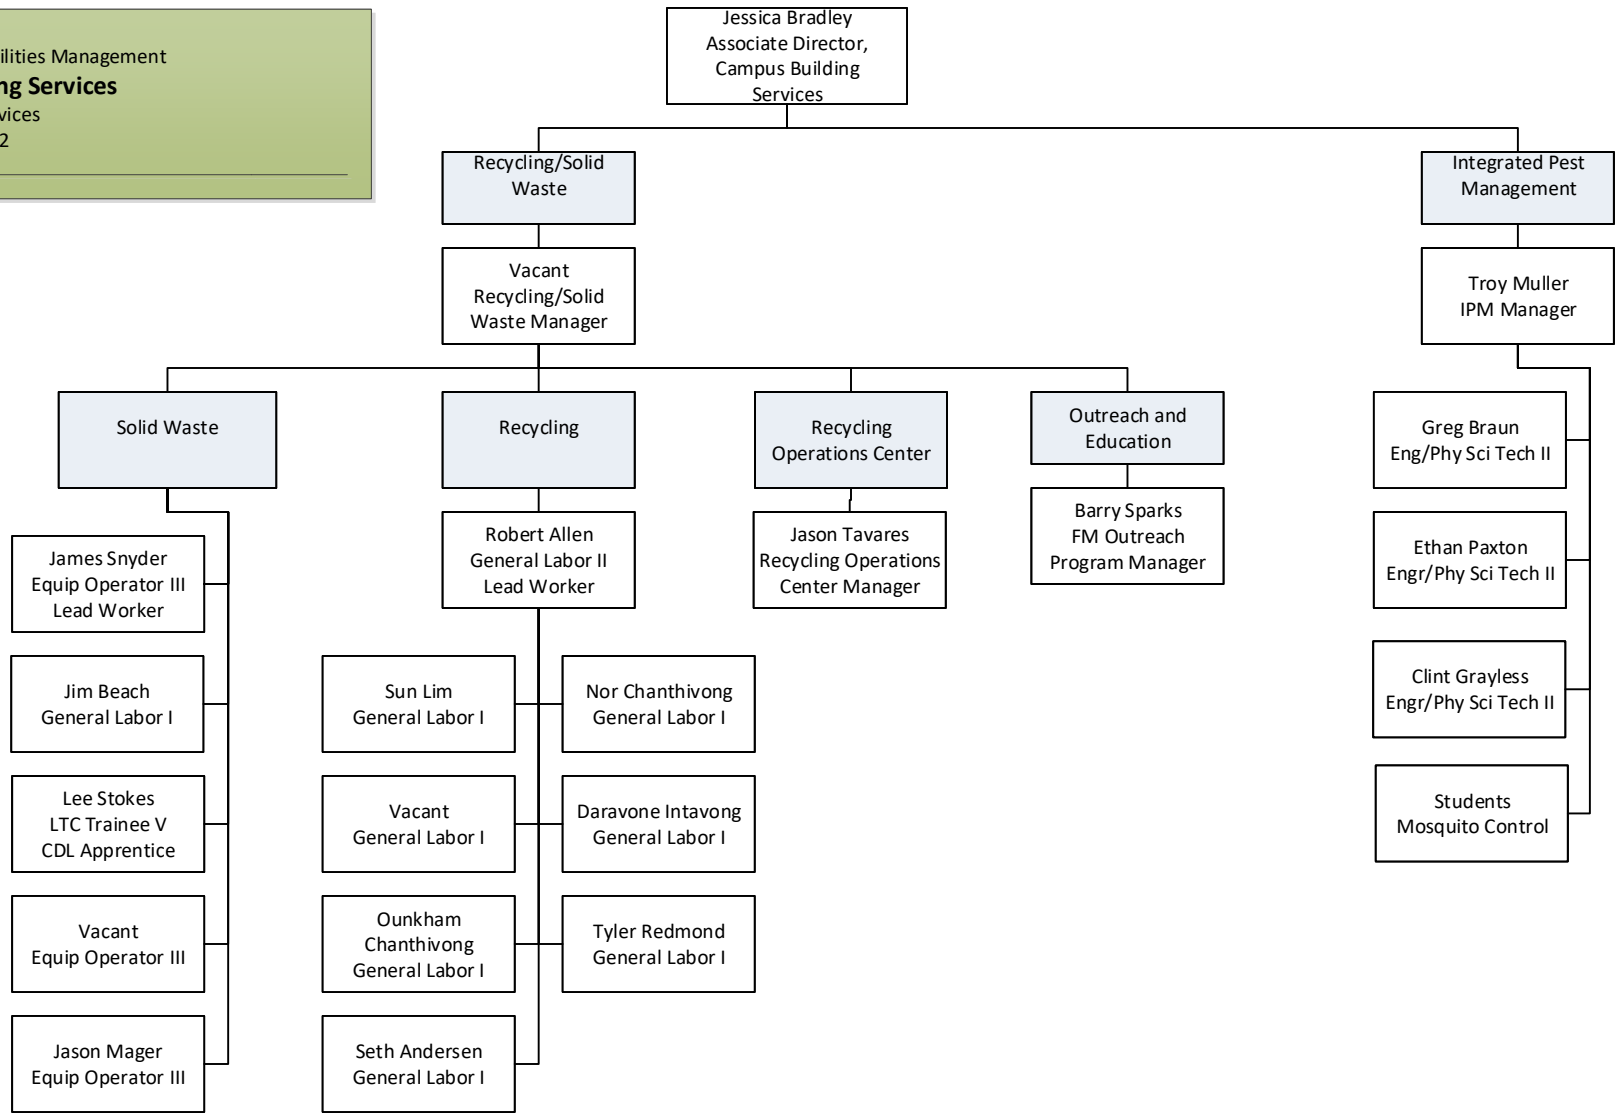 ilities Management
ng Services
vices
2
Jessica Bradley
Associate Director,
Campus Building
Services
Recycling/Solid
Waste
Integrated Pest
Management
Vacant
Recycling/Solid
Waste Manager
Troy Muller
IPM Manager
Solid Waste
Recycling
Recycling
Operations Center
Outreach and
Education
James Snyder
Equip Operator III
Lead Worker
Jim Beach
General Labor I
Lee Stokes
LTC Trainee V
CDL Apprentice
Vacant
Equip Operator III
Jason Mager
Equip Operator III
Robert Allen
General Labor II
Lead Worker
Sun Lim
General Labor I
Nor Chanthivong
General Labor I
Vacant
General Labor I
Daravone Intavong
General Labor I
Ounkham
Chanthivong
General Labor I
Tyler Redmond
General Labor I
Seth Andersen
General Labor I
Jason Tavares
Recycling Operations
Center Manager
Barry Sparks
FM Outreach
Program Manager
Greg Braun
Eng/Phy Sci Tech II
Ethan Paxton
Engr/Phy Sci Tech II
Clint Grayless
Engr/Phy Sci Tech II
Students
Mosquito Control